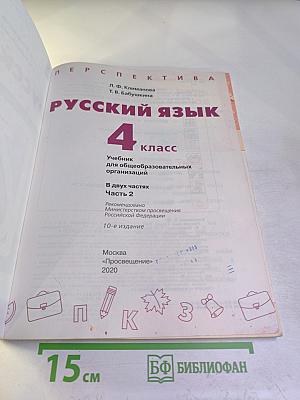 ПЕРСПЕКТИВА
Л. Ф. Климанова
Т. В. Бабушкина
РУССКИЙ ЯЗЫК
4 класс
Учебник
для общеобразовательных
организаций
В двух частях
Часть 2
Рекомендовано
Министерством просвещения
Российской Федерации
10-е издание
Москва
«Просвещение»
2020
П К З
15 см
БФ БИБЛИОФАН